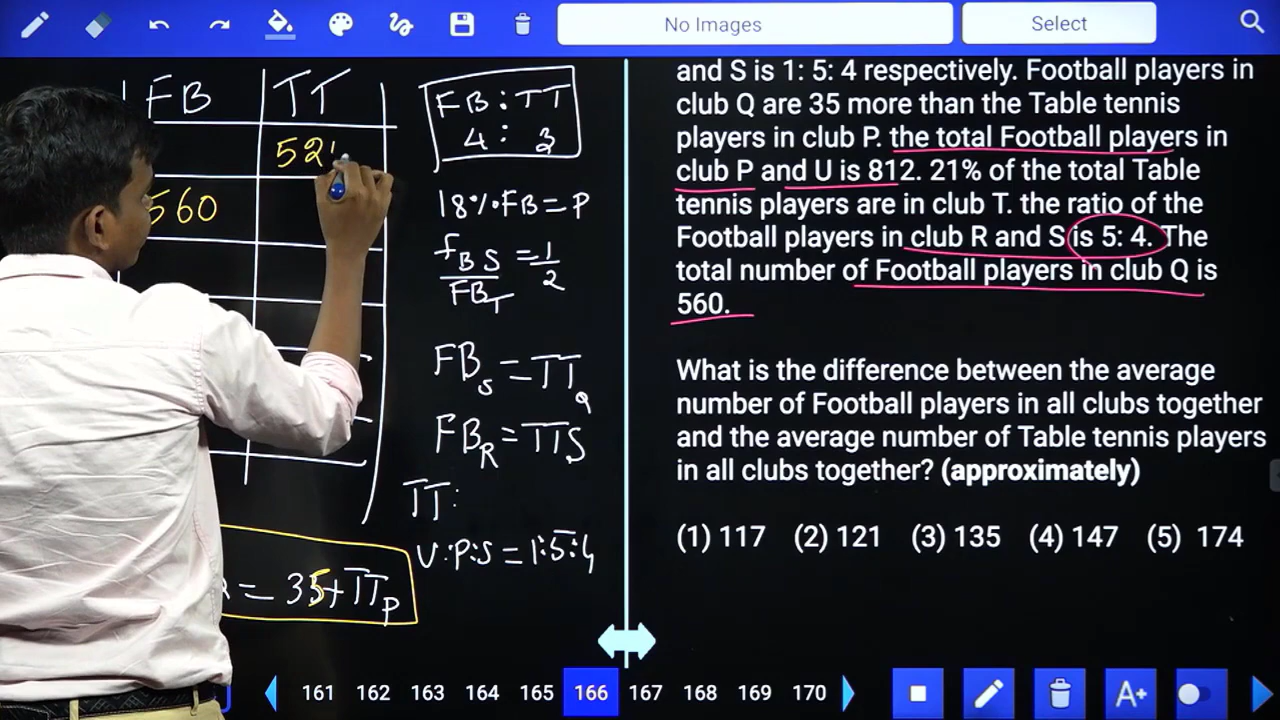 No Images
Select
FB TT
52
560
FB : TT
4 : 3
18% FB = P
FBS/FBT = 1/2
FBS = TTQ
FBR = TTS
TT:
U:P:S = 1:5:4
= 35+TTP
and S is 1: 5: 4 respectively. Football players in
club Q are 35 more than the Table tennis
players in club P. the total Football players in
club P and U is 812. 21% of the total Table
tennis players are in club T. the ratio of the
Football players in club R and S is 5: 4. The
total number of Football players in club Q is
560.
What is the difference between the average
number of Football players in all clubs together
and the average number of Table tennis players
in all clubs together? (approximately)
(1) 117 (2) 121 (3) 135 (4) 147 (5) 174
161 162 163 164 165 166 167 168 169 170
A+